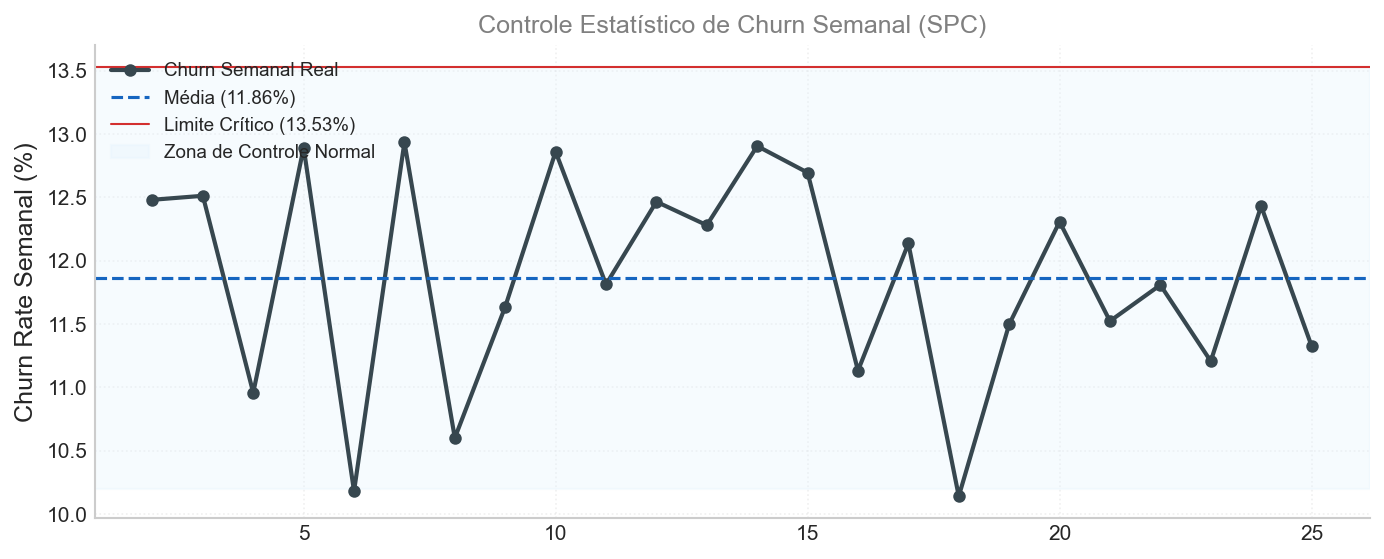 Controle Estatístico de Churn Semanal (SPC)
Churn Rate Semanal (%)
13.5
13.0
12.5
12.0
11.5
11.0
10.5
10.0
Churn Semanal Real
Média (11.86%)
Limite Crítico (13.53%)
Zona de Controle Normal
5
10
15
20
25